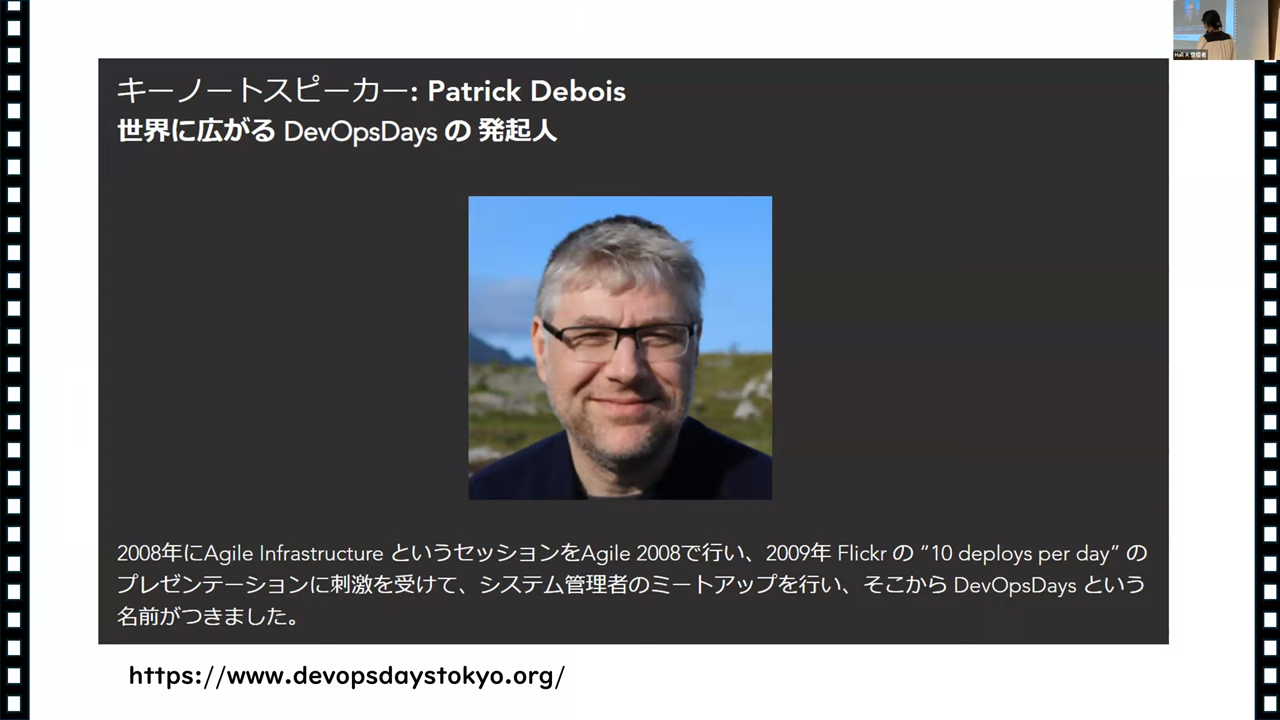 キーノートスピーカー: Patrick Debois
世界に広がる DevOpsDays の 発起人
2008年にAgile Infrastructure というセッションをAgile 2008で行い、2009年 Flickr の “10 deploys per day” の
プレゼンテーションに刺激を受けて、システム管理者のミートアップを行い、そこから DevOpsDays という
名前がつきました。
https://www.devopsdaystokyo.org/